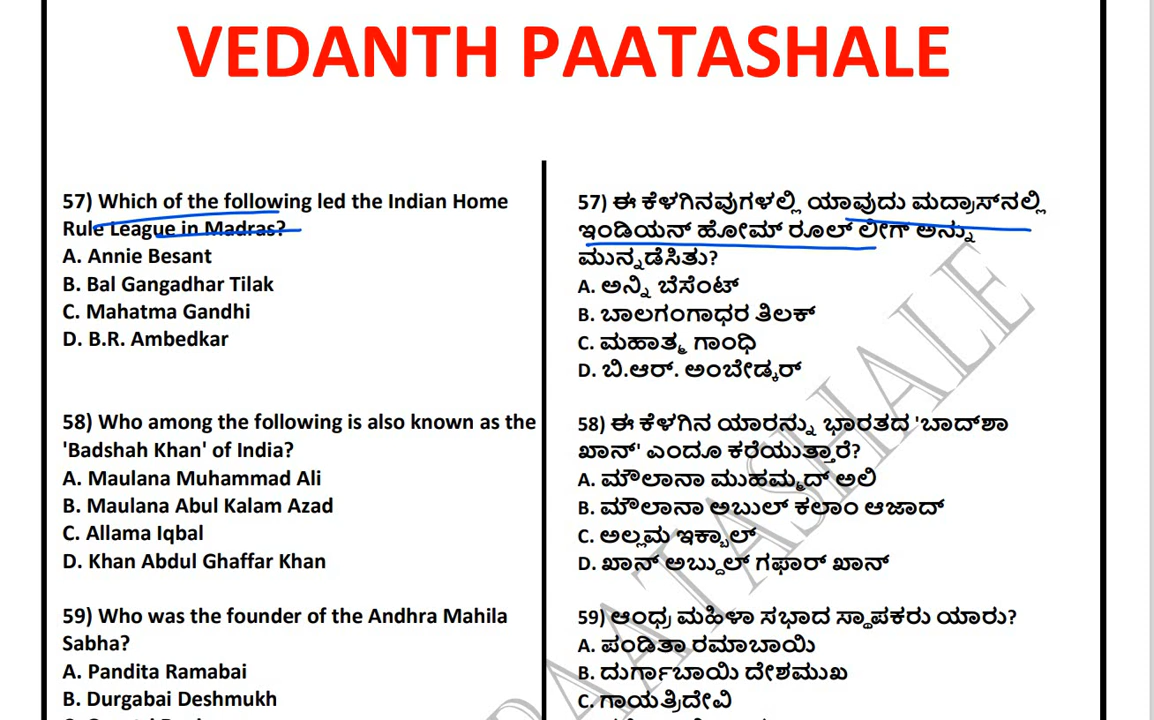 VEDANTH PAATASHALE
57) Which of the following led the Indian Home
Rule League in Madras?
A. Annie Besant
B. Bal Gangadhar Tilak
C. Mahatma Gandhi
D. B.R. Ambedkar
58) Who among the following is also known as the
'Badshah Khan' of India?
A. Maulana Muhammad Ali
B. Maulana Abul Kalam Azad
C. Allama Iqbal
D. Khan Abdul Ghaffar Khan
59) Who was the founder of the Andhra Mahila
Sabha?
A. Pandita Ramabai
B. Durgabai Deshmukh
57) ಈ ಕೆಳಗಿನವುಗಳಲ್ಲಿ ಯಾವುದು ಮದ್ರಾಸ್‌ನಲ್ಲಿ
ಇಂಡಿಯನ್ ಹೋಮ್ ರೂಲ್ ಲೀಗ್ ಅನ್ನು
ಮುನ್ನಡೆಸಿತು?
A. ಅನ್ನಿ ಬೆಸೆಂಟ್
B. ಬಾಲಗಂಗಾಧರ ತಿಲಕ್
C. ಮಹಾತ್ಮ ಗಾಂಧಿ
D. ಬಿ.ಆರ್. ಅಂಬೇಡ್ಕರ್
58) ಈ ಕೆಳಗಿನ ಯಾರನ್ನು ಭಾರತದ 'ಬಾದ್‌ಶಾ
ಖಾನ್' ಎಂದೂ ಕರೆಯುತ್ತಾರೆ?
A. ಮೌಲಾನಾ ಮುಹಮ್ಮದ್ ಅಲಿ
B. ಮೌಲಾನಾ ಅಬುಲ್ ಕಲಾಂ ಆಜಾದ್
C. ಅಲ್ಲಮ ಇಕ್ಬಾಲ್
D. ಖಾನ್ ಅಬ್ದುಲ್ ಗಫಾರ್ ಖಾನ್
59) ಆಂಧ್ರ ಮಹಿಳಾ ಸಭಾದ ಸ್ಥಾಪಕರು ಯಾರು?
A. ಪಂಡಿತಾ ರಮಾಬಾಯಿ
B. ದುರ್ಗಾಬಾಯಿ ದೇಶಮುಖ
C. ಗಾಯತ್ರಿದೇವಿ
PAATASHALE